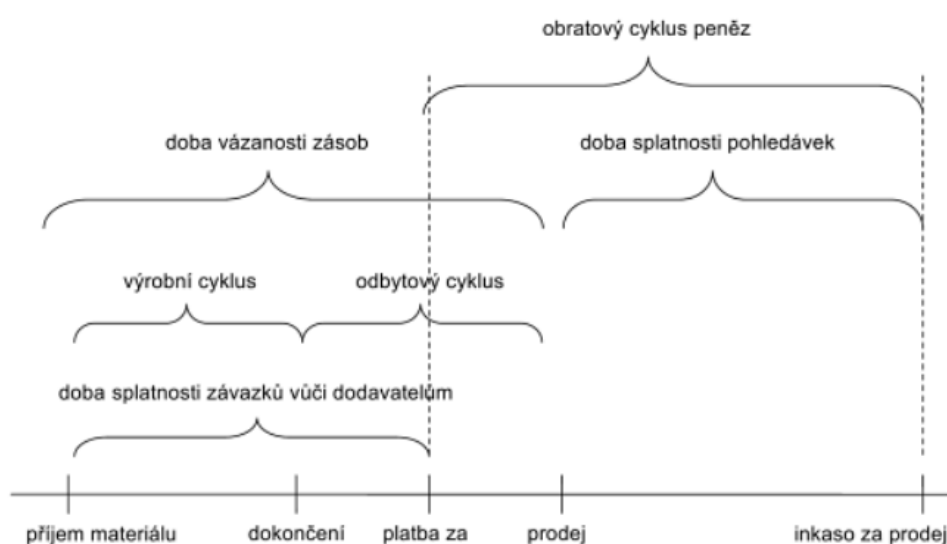 obratový cyklus peněz
doba vázanosti zásob
doba splatnosti pohledávek
výrobní cyklus
odbytový cyklus
doba splatnosti závazků vůči dodavatelům
příjem materiálu
dokončení
platba za
prodej
inkaso za prodej